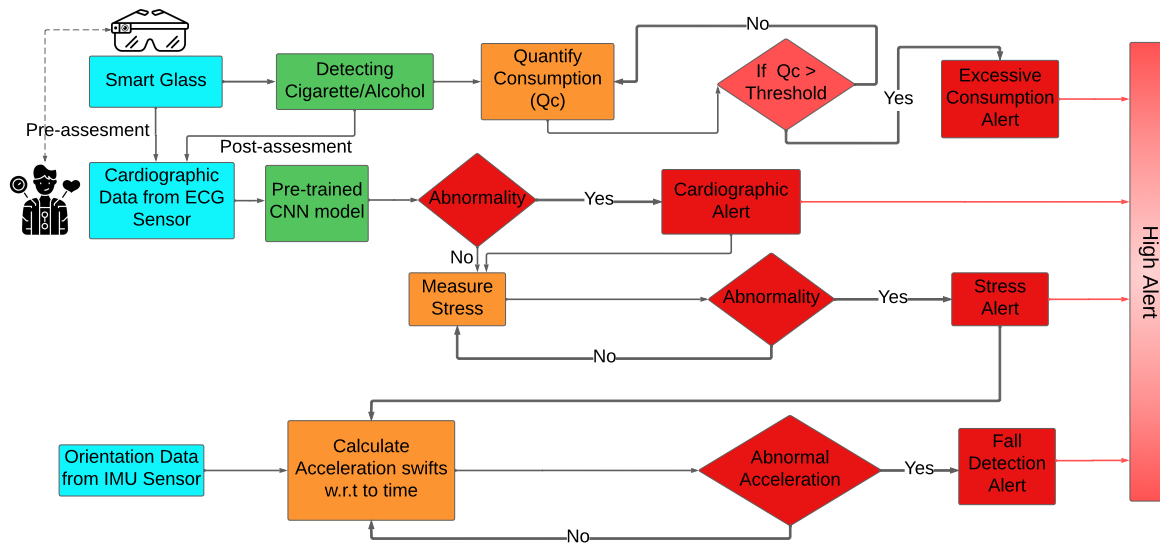 No
Smart Glass
Detecting
Cigarette/Alcohol
Quantify
Consumption
(Qc)
If Qc >
Threshold
Yes
Excessive
Consumption
Alert
Pre-assesment
Post-assesment
Cardiographic
Data from ECG
Sensor
Pre-trained
CNN model
Abnormality
Yes
Cardiographic
Alert
No
High Alert
Measure
Stress
Abnormality
Yes
Stress
Alert
No
Orientation Data
from IMU Sensor
Calculate
Acceleration swifts
w.r.t to time
Abnormal
Acceleration
Yes
Fall
Detection
Alert
No